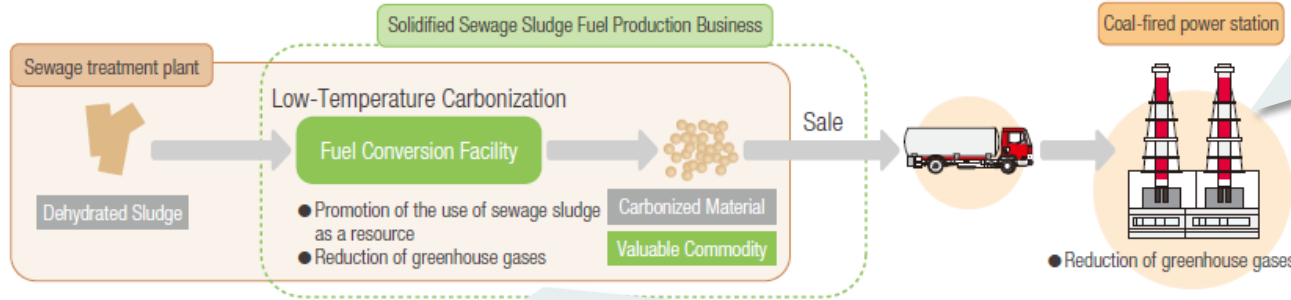 Solidified Sewage Sludge Fuel Production Business
Coal-fired power station
Sewage treatment plant
Low-Temperature Carbonization
Sale
Fuel Conversion Facility
Dehydrated Sludge
● Promotion of the use of sewage sludge
as a resource
● Reduction of greenhouse gases
Carbonized Material
Valuable Commodity
● Reduction of greenhouse gases